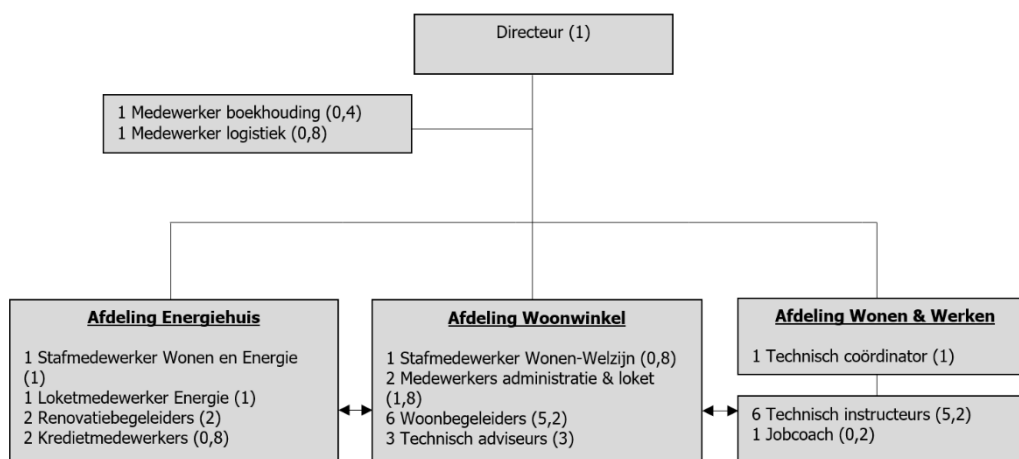 Directeur (1)
1 Medewerker boekhouding (0,4)
1 Medewerker logistiek (0,8)
Afdeling Energiehuis
1 Stafmedewerker Wonen en Energie
(1)
1 Loketmedewerker Energie (1)
2 Renovatiebegeleiders (2)
2 Kredietmedewerkers (0,8)
Afdeling Woonwinkel
1 Stafmedewerker Wonen-Welzijn (0,8)
2 Medewerkers administratie & loket
(1,8)
6 Woonbegeleiders (5,2)
3 Technisch adviseurs (3)
Afdeling Wonen & Werken
1 Technisch coördinator (1)
6 Technisch instructeurs (5,2)
1 Jobcoach (0,2)